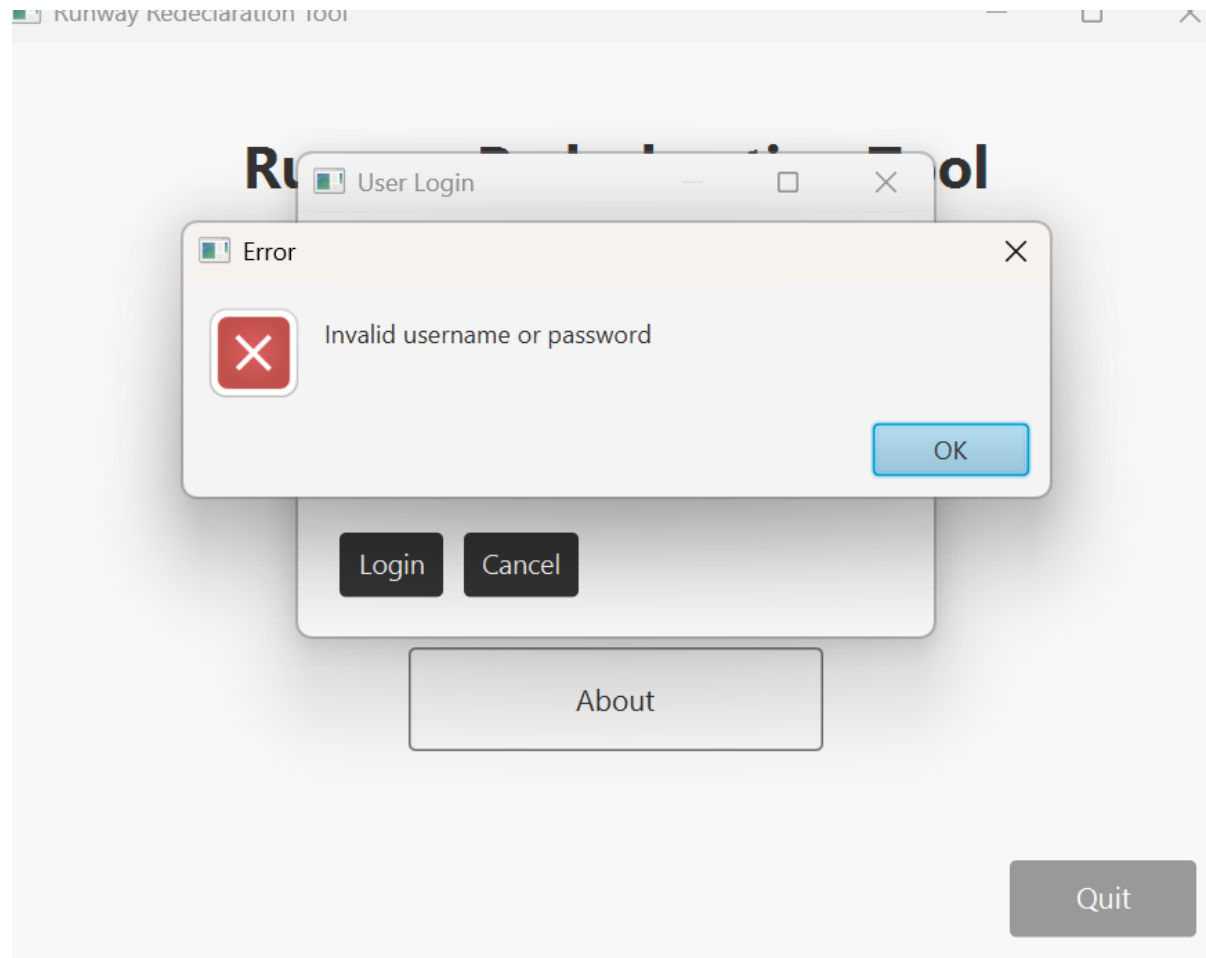 Runway Redeclaration Tool
User Login
Error
Invalid username or password
OK
Login Cancel
About
Quit